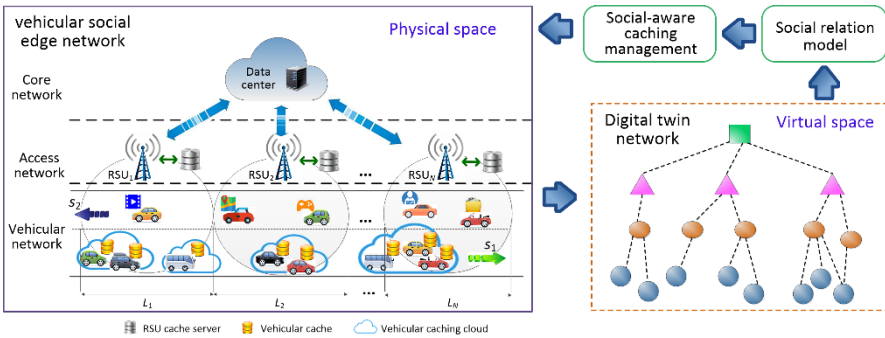 vehicular social
edge network
Physical space
Core
network
Data
center
Access
network
RSU1
RSU2
...
RSUN
Vehicular
network
s2
...
s1
L1
L2
...
LN
RSU cache server
Vehicular cache
Vehicular caching cloud
Social-aware
caching
management
Social relation
model
Digital twin
network
Virtual space